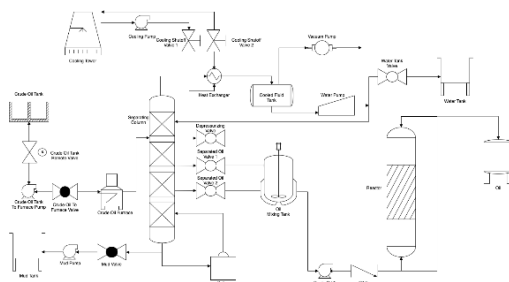 Cooling Pump
Cooling Shutoff
Valve 1
Cooling Shutoff
Valve 2
Vacuum Pump
Cooling Tower
Heat Exchanger
Cooled Fluid
Tank
Water Pump
Water Tank
Valve
Water Tank
Crude Oil Tank
Separating
Column
Depressurizing
Valve
Separated Oil
Valve 1
Separated Oil
Valve 2
Crude Oil Tank
Remote Valve
Crude Oil Tank
To Furnace Pump
Crude Oil To
Furnace Valve
Crude Oil Furnace
Oil
Mixing Tank
Reactor
Oil
Mud Tank
Mud Pump
Mud Valve